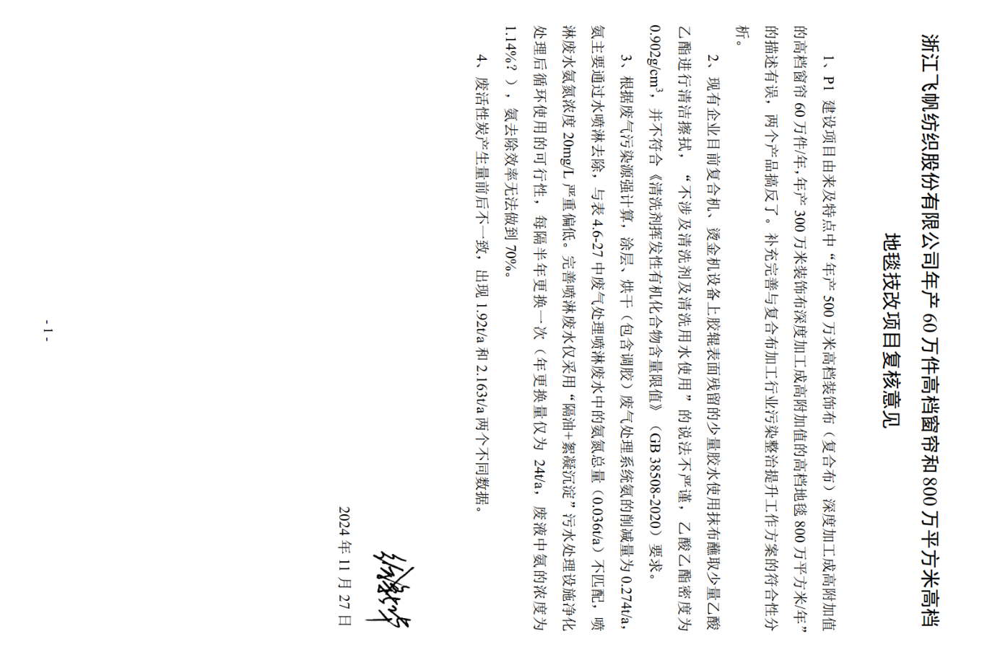 浙江飞帆纺织股份有限公司年产 60 万件高档窗帘和 800 万平方米高档
地毯技改项目复核意见
1、P1 建设项目由来及特点中“年产 500 万米高档装饰布（复合布）深度加工成高附加值
的高档窗帘 60 万件/年, 年产 300 万米装饰布深度加工成高附加值的高档地毯 800 万平方米/年”
的描述有误，两个产品搞反了。补充完善与复合布加工行业污染整治提升工作方案的符合性分
析。
2、现有企业目前复合机、烫金机设备上胶辊表面残留的少量胶水使用抹布蘸取少量乙酸
乙酯进行清洁擦拭，“不涉及清洗剂及清洗用水使用”的说法不严谨，乙酸乙酯密度为
0.902g/cm³，并不符合《清洗剂挥发性有机化合物含量限值》（GB 38508-2020）要求。
3、根据废气污染源强计算，涂层、烘干（包含调胶）废气处理系统氨的削减量为 0.274t/a，
氨主要通过水喷淋去除，与表 4.6-27 中废气处理喷淋废水中的氨氮总量（0.036t/a）不匹配，喷
淋废水氨氮浓度 20mg/L 严重偏低。完善喷淋废水仅采用“隔油+絮凝沉淀”污水处理设施净化
处理后循环使用的可行性，每隔半年更换一次（年更换量仅为 24t/a，废液中氨的浓度为
1.14%？），氨去除效率无法做到 70%。
4、废活性炭产生量前后不一致，出现 1.92t/a 和 2.163t/a 两个不同数据。
2024 年 11 月 27 日
- 1 -